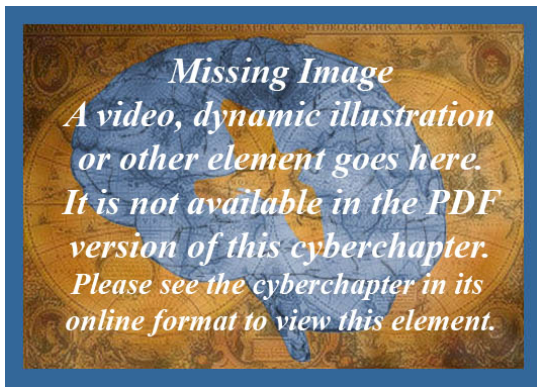 Missing Image
A video, dynamic illustration
or other element goes here.
It is not available in the PDF
version of this cyberchapter.
Please see the cyberchapter in its
online format to view this element.